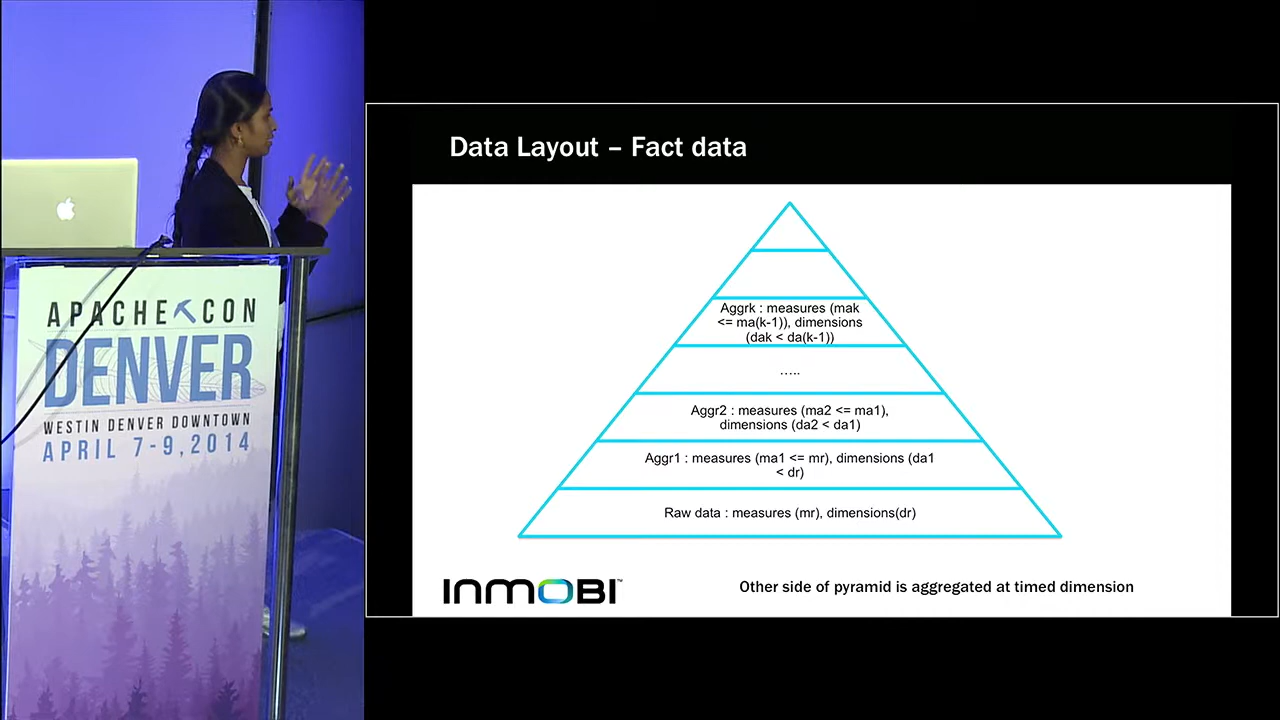 APACHE CON
DENVER
WESTIN DENVER DOWNTOWN
APRIL 7-9, 2014
Data Layout – Fact data
Aggrk : measures (mak
<= ma(k-1)), dimensions
(dak < da(k-1))
.....
Aggr2 : measures (ma2 <= ma1),
dimensions (da2 < da1)
Aggr1 : measures (ma1 <= mr), dimensions (da1
< dr)
Raw data : measures (mr), dimensions(dr)
INMOBI™
Other side of pyramid is aggregated at timed dimension